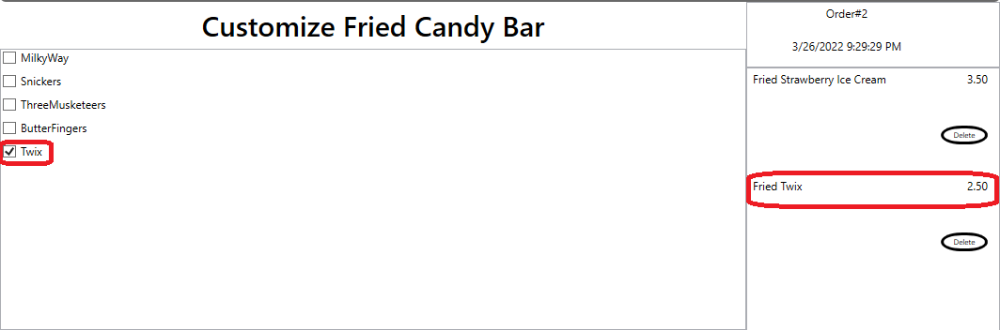 Customize Fried Candy Bar
MilkyWay
Snickers
ThreeMusketeers
ButterFingers
Twix
Order#2
3/26/2022 9:29:29 PM
Fried Strawberry Ice Cream 3.50
Delete
Fried Twix 2.50
Delete